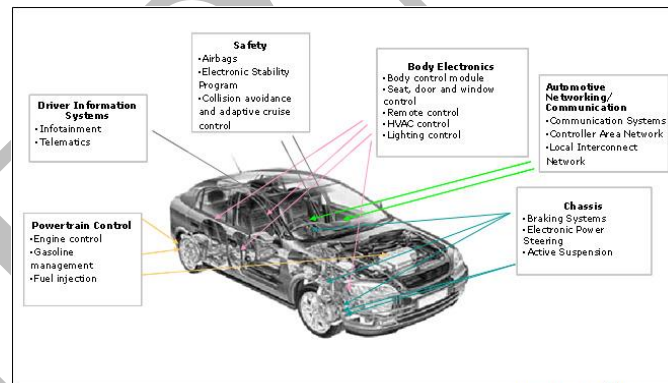 Safety
•Airbags
•Electronic Stability
Program
•Collision avoidance
and adaptive cruise
control
Body Electronics
•Body control module
•Seat, door and window
control
•Remote control
•HVAC control
•Lighting control
Automotive
Networking/
Communication
•Communication Systems
•Controller Area Network
•Local Interconnect
Network
Driver Information
Systems
•Infotainment
•Telematics
Chassis
•Braking Systems
•Electronic Power
Steering
•Active Suspension
Powertrain Control
•Engine control
•Gasoline
management
•Fuel injection